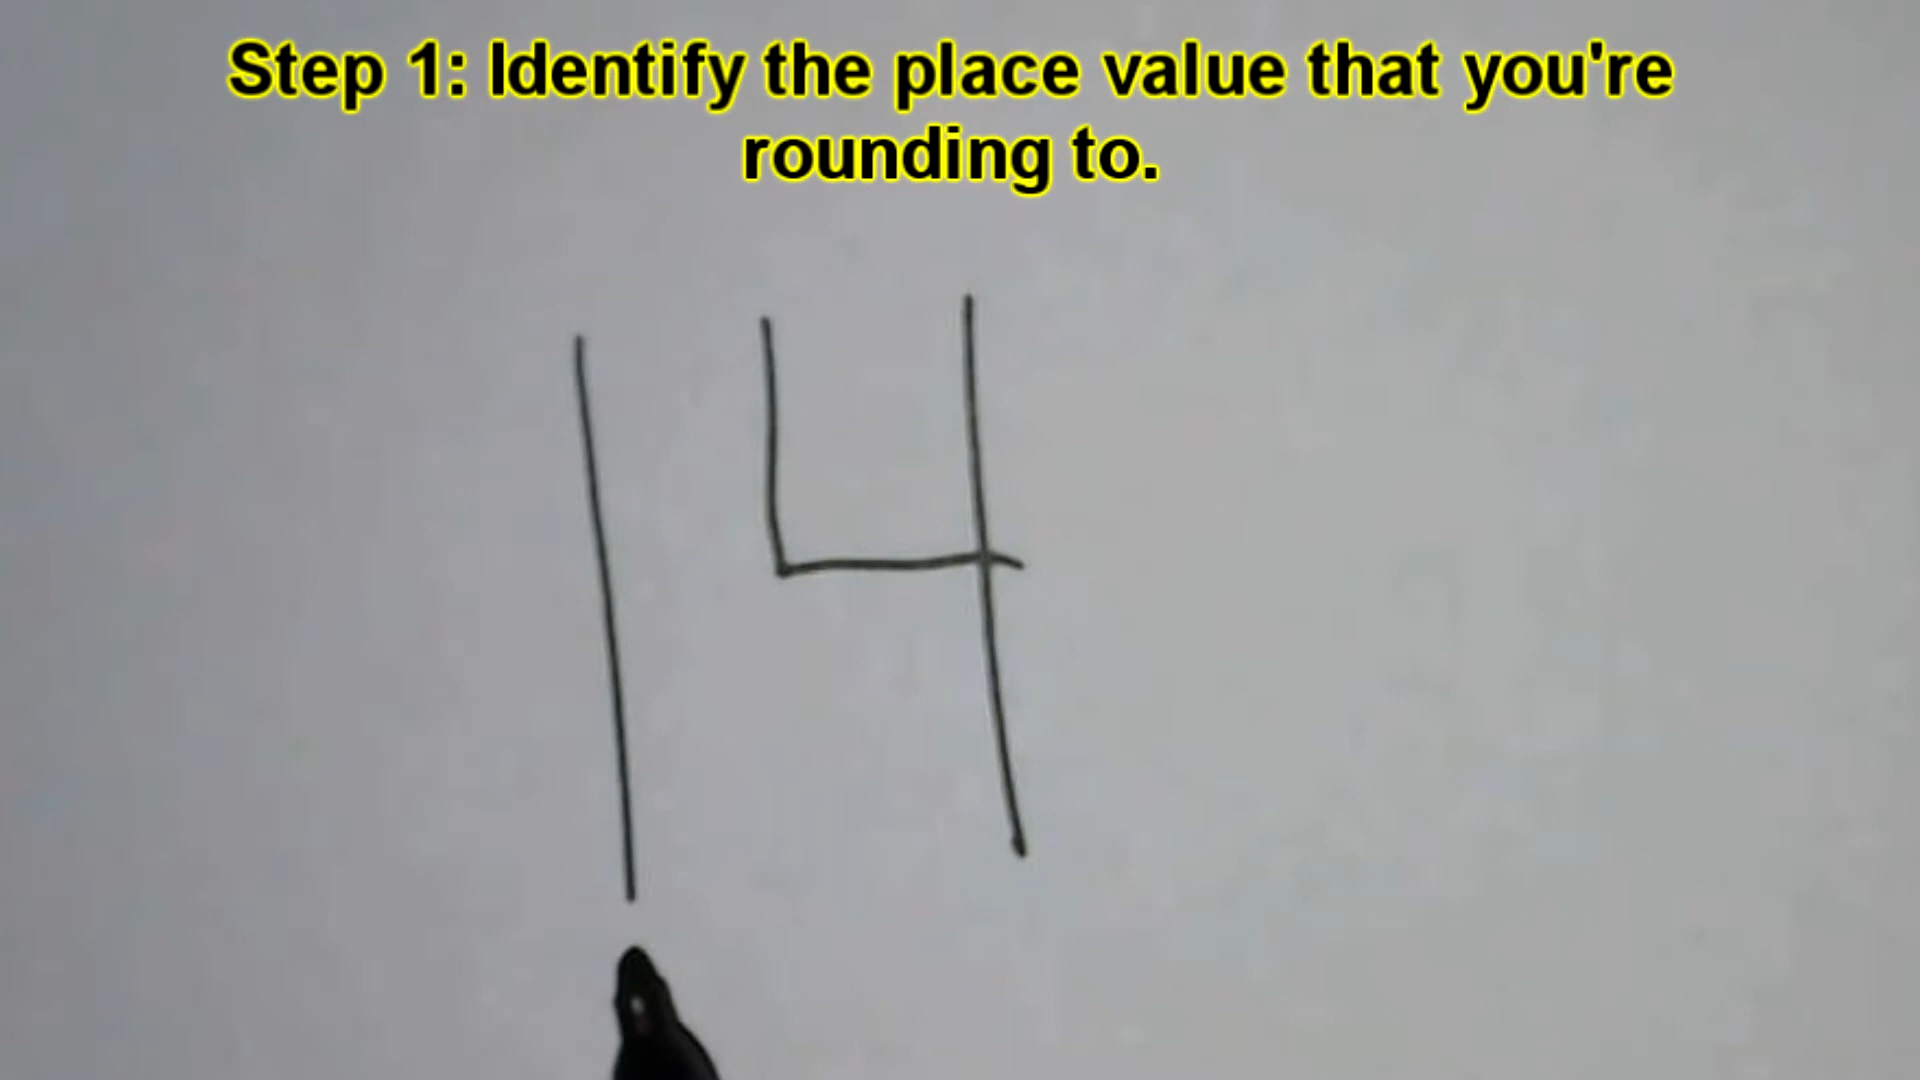 Step 1: Identify the place value that you're
rounding to.
14